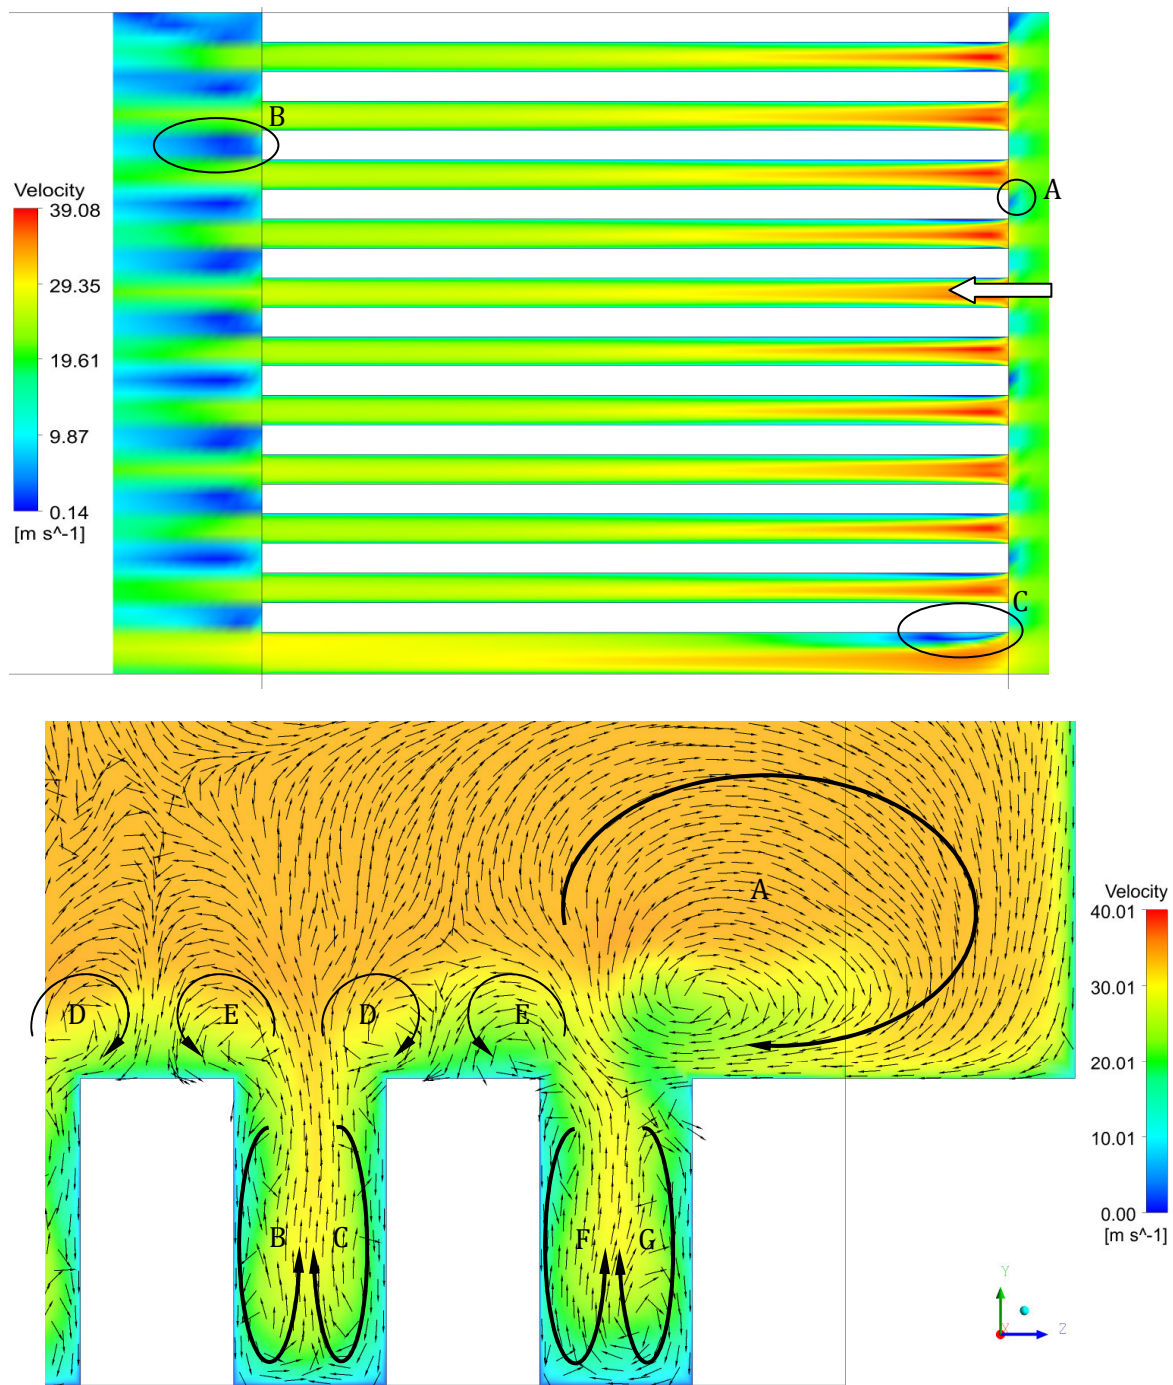 B
A
Velocity
39.08
29.35
19.61
9.87
0.14
[m s^-1]
C
A
Velocity
40.01
30.01
20.01
10.01
0.00
[m s^-1]
D
E
D
E
B
C
F
G
Y
Z